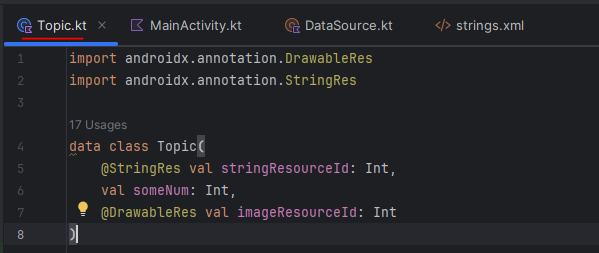 Topic.kt MainActivity.kt DataSource.kt strings.xml
1 import androidx.annotation.DrawableRes
2 import androidx.annotation.StringRes
3
17 Usages
4 data class Topic(
5 @StringRes val stringResourceId: Int,
6 val someNum: Int,
7 @DrawableRes val imageResourceId: Int
8 )